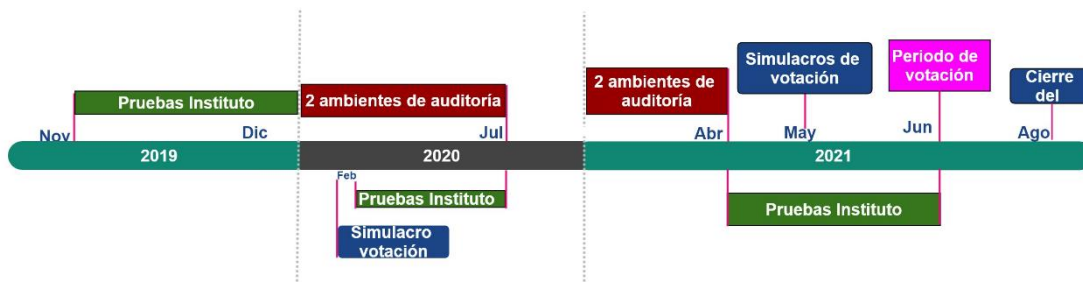 Pruebas Instituto
Nov
Dic
2019
2 ambientes de auditoría
Jul
2020
Feb
Pruebas Instituto
Simulacro
votación
2 ambientes de
auditoría
Abr
Simulacros de
votación
May
Periodo de
votación
Jun
Cierre
del
Ago
2021
Pruebas Instituto